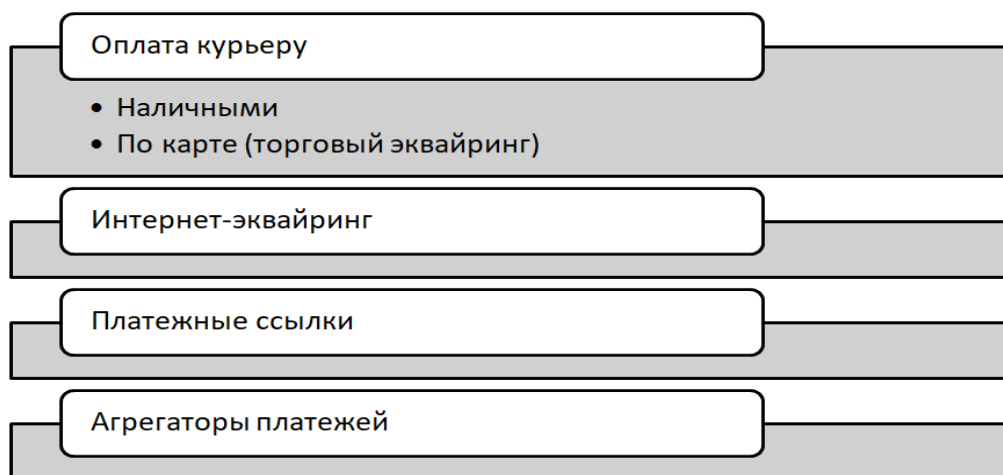 Оплата курьеру
• Наличными
• По карте (торговый эквайринг)
Интернет-эквайринг
Платежные ссылки
Агрегаторы платежей